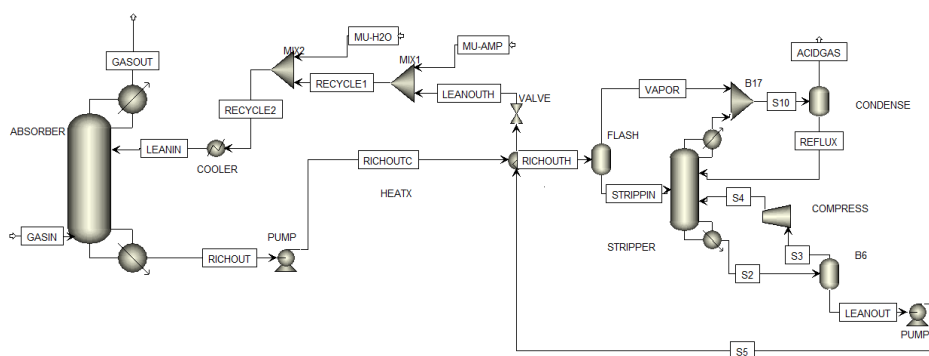 MU-H2O
MIX2
GASOUT
MU-AMP
MIX1
ACIDGAS
RECYCLE1
LEANOUTH
VALVE
VAPOR
B17
S10
CONDENSE
RECYCLE2
ABSORBER
FLASH
REFLUX
LEANIN
COOLER
RICHOUTC
RICHOUTH
HEATX
STRIPPIN
S4
COMPRESS
GASIN
PUMP
STRIPPER
RICHOUT
S3
B6
S2
LEANOUT
PUMP
S5